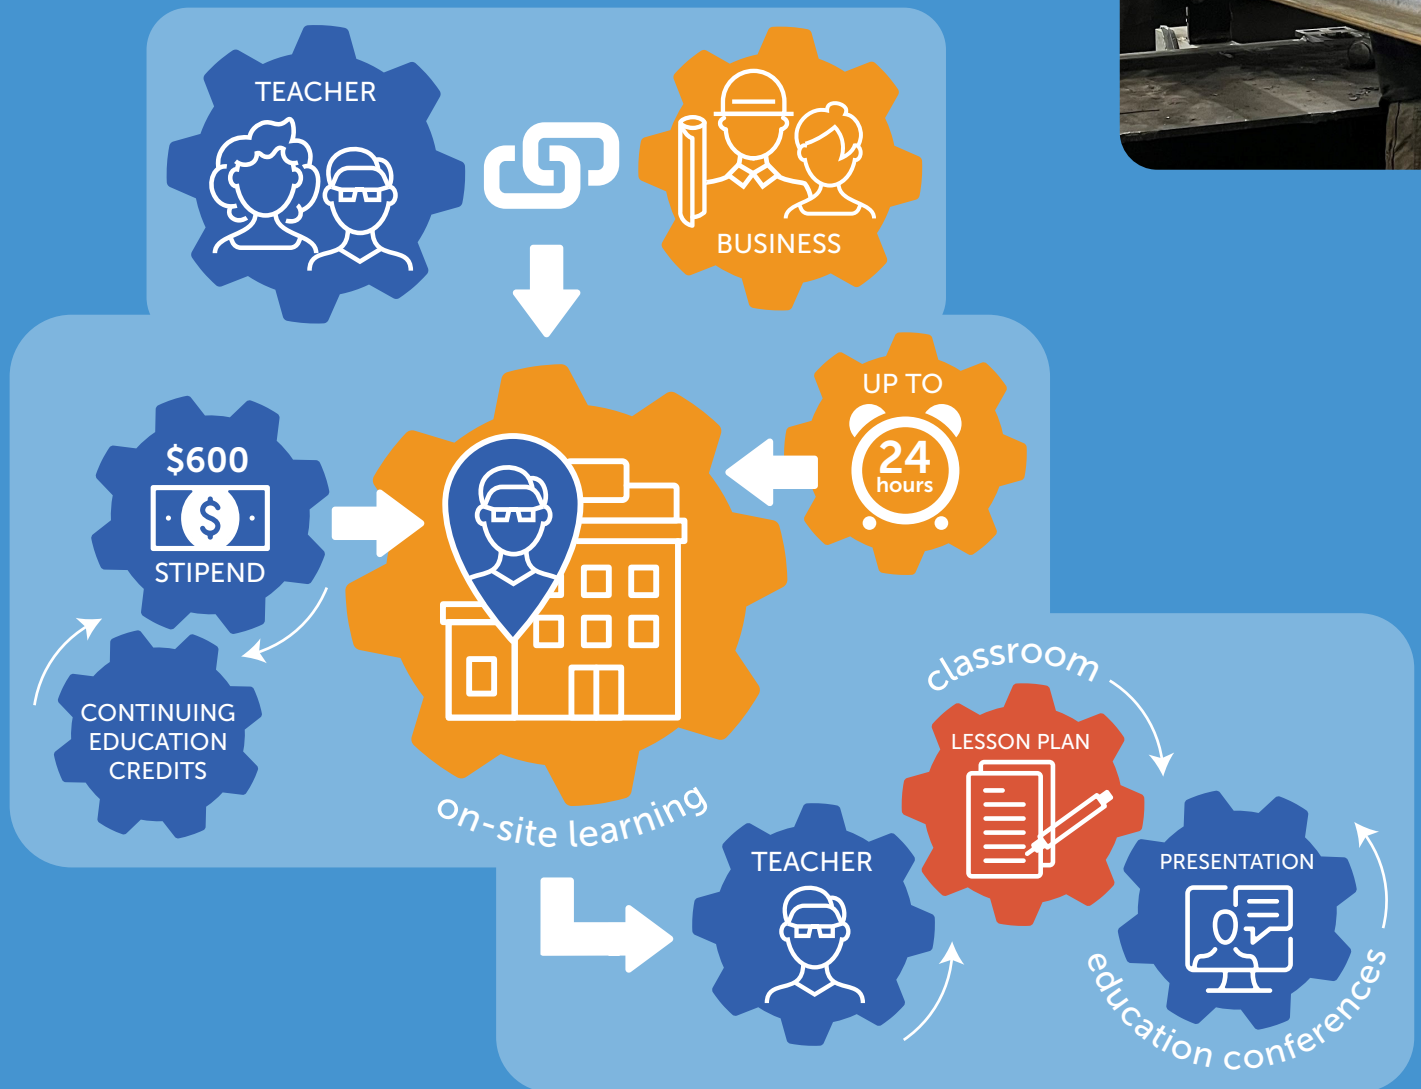 TEACHER
BUSINESS
UP TO
24
hours
$600
$
STIPEND
CONTINUING
EDUCATION
CREDITS
on-site learning
classroom
LESSON PLAN
TEACHER
PRESENTATION
education conferences